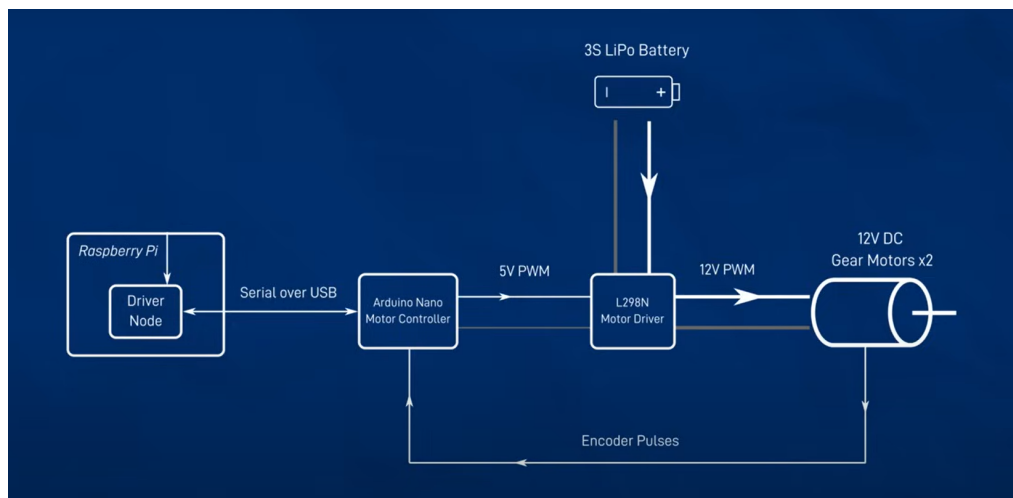 3S LiPo Battery
Raspberry Pi
Driver
Node
Serial over USB
Arduino Nano
Motor Controller
5V PWM
L298N
Motor Driver
12V PWM
12V DC
Gear Motors x2
Encoder Pulses